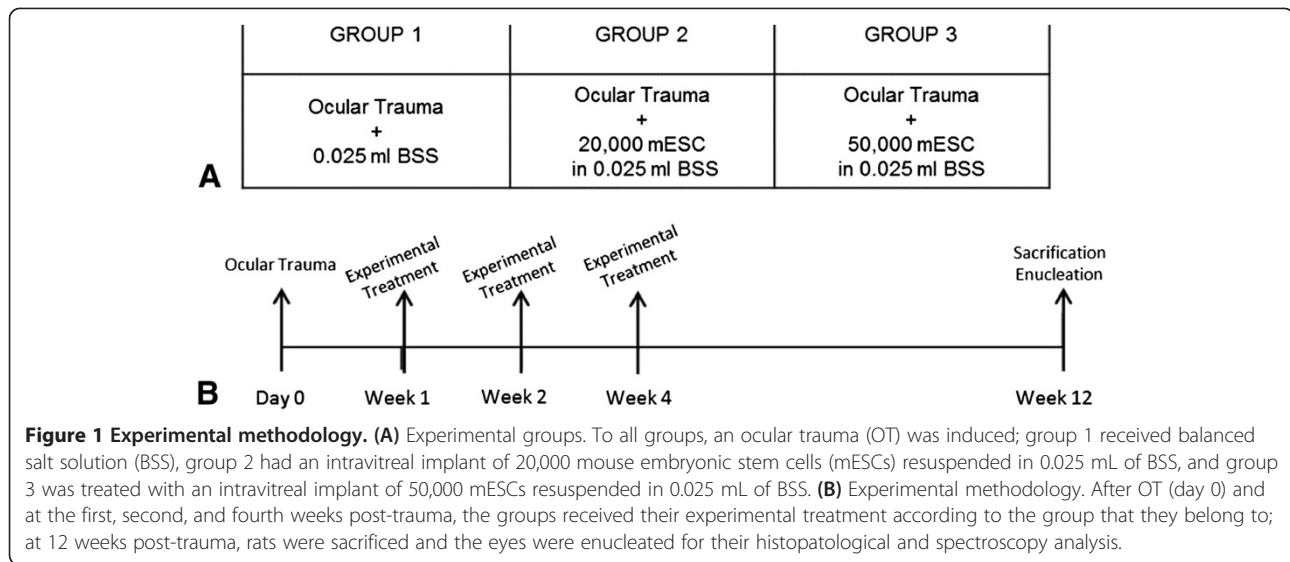 GROUP 1 GROUP 2 GROUP 3
Ocular Trauma Ocular Trauma Ocular Trauma
+ + +
0.025 ml BSS 20,000 mESC 50,000 mESC
in 0.025 ml BSS in 0.025 ml BSS
A
Ocular Trauma Experimental Treatment Experimental Treatment Experimental Treatment Sacrification
Enucleation
B Day 0 Week 1 Week 2 Week 4 Week 12
Figure 1 Experimental methodology. (A) Experimental groups. To all groups, an ocular trauma (OT) was induced; group 1 received balanced
salt solution (BSS), group 2 had an intravitreal implant of 20,000 mouse embryonic stem cells (mESCs) resuspended in 0.025 mL of BSS, and group
3 was treated with an intravitreal implant of 50,000 mESCs resuspended in 0.025 mL of BSS. (B) Experimental methodology. After OT (day 0) and
at the first, second, and fourth weeks post-trauma, the groups received their experimental treatment according to the group that they belong to;
at 12 weeks post-trauma, rats were sacrificed and the eyes were enucleated for their histopatological and spectroscopy analysis.